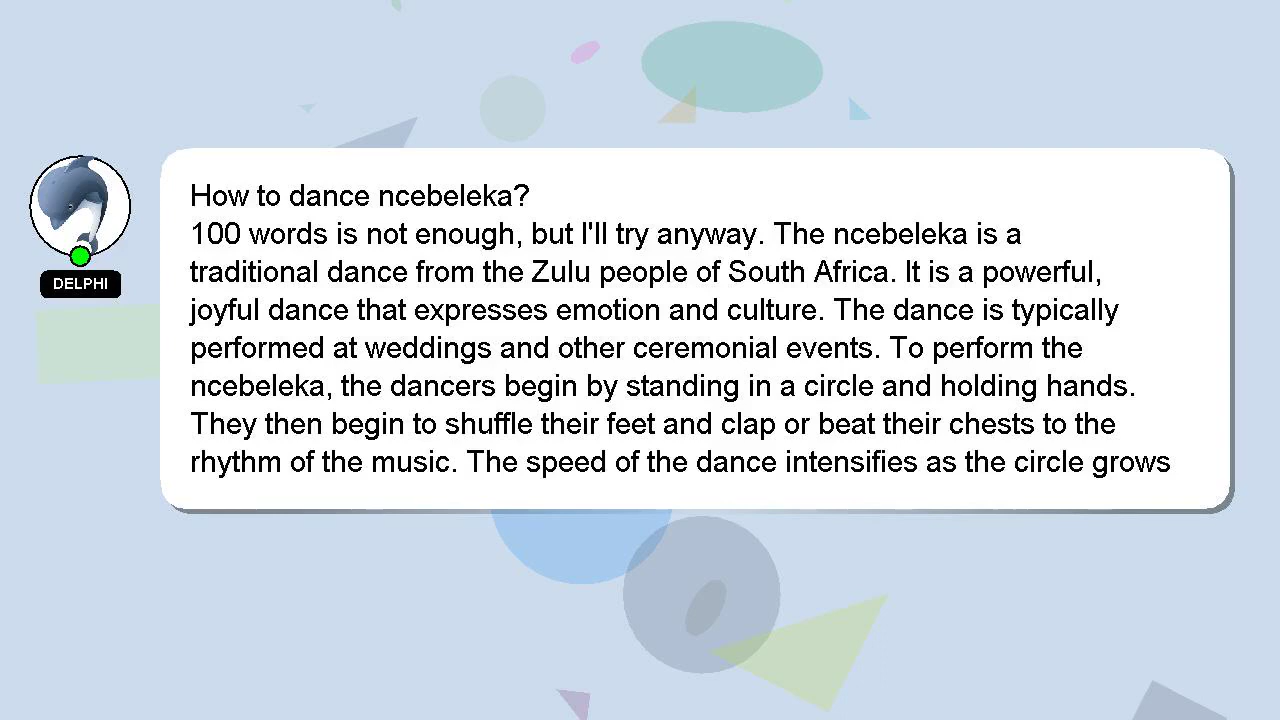 How to dance ncebeleka?
100 words is not enough, but I'll try anyway. The ncebeleka is a
traditional dance from the Zulu people of South Africa. It is a powerful,
joyful dance that expresses emotion and culture. The dance is typically
performed at weddings and other ceremonial events. To perform the
ncebeleka, the dancers begin by standing in a circle and holding hands.
They then begin to shuffle their feet and clap or beat their chests to the
rhythm of the music. The speed of the dance intensifies as the circle grows
DELPHI